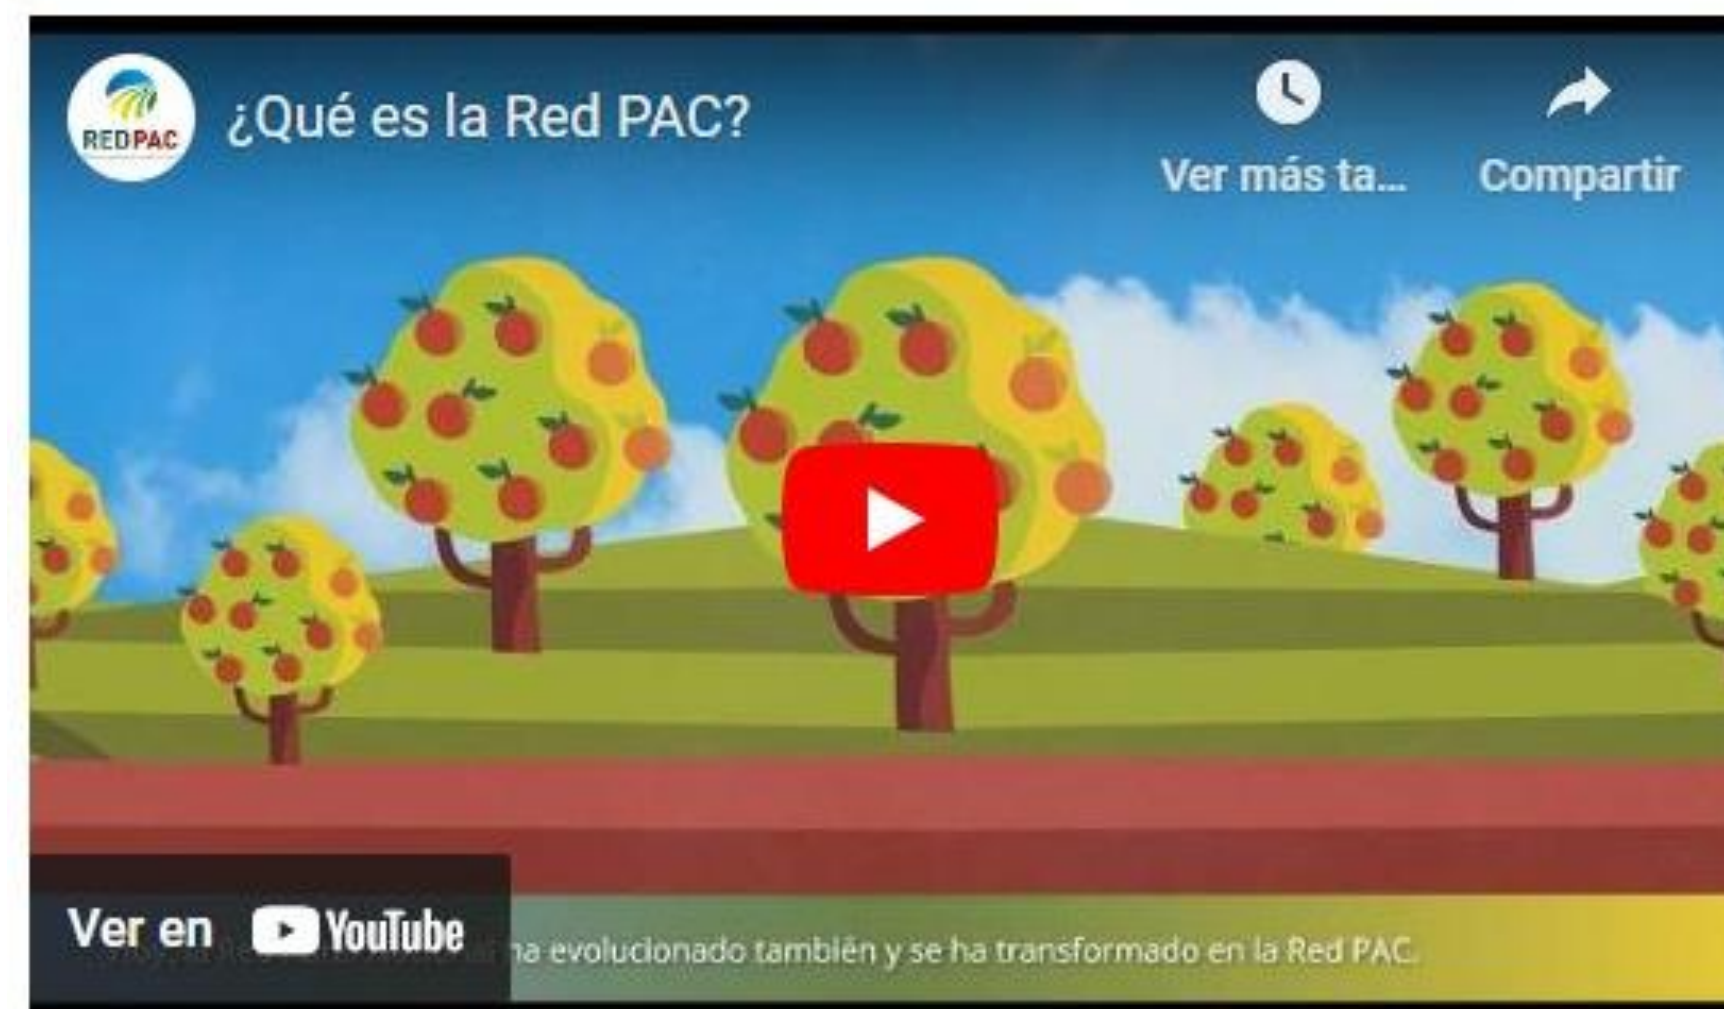 REDPAC
¿Qué es la Red PAC?
Ver más ta...
Compartir
Ver en YouTube
ha evolucionado también y se ha transformado en la Red PAC.